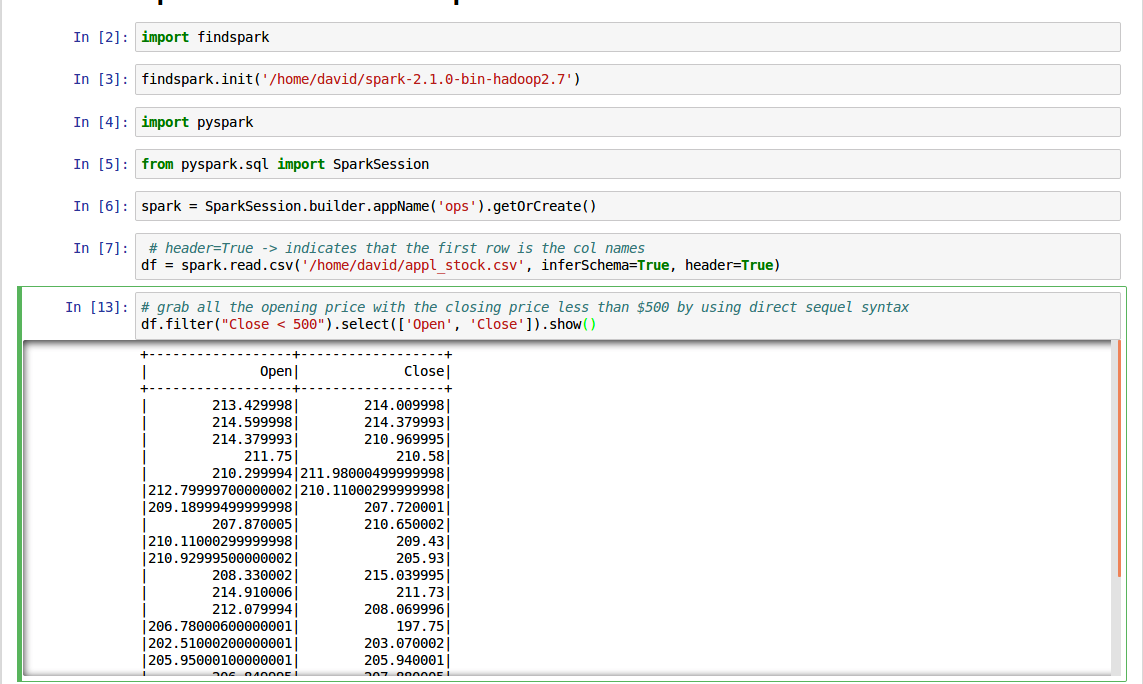 In [2]: import findspark
In [3]: findspark.init('/home/david/spark-2.1.0-bin-hadoop2.7')
In [4]: import pyspark
In [5]: from pyspark.sql import SparkSession
In [6]: spark = SparkSession.builder.appName('ops').getOrCreate()
In [7]: # header=True -> indicates that the first row is the col names
df = spark.read.csv('/home/david/appl_stock.csv', inferSchema=True, header=True)
In [13]: # grab all the opening price with the closing price less than $500 by using direct sequel syntax
df.filter("Close < 500").select(['Open', 'Close']).show()
+------------------+------------------+
|              Open|             Close|
+------------------+------------------+
|        213.429998|        214.009998|
|        214.599998|        214.379993|
|        214.379993|        210.969995|
|            211.75|            210.58|
|        210.299994|211.98000499999998|
|212.79999700000002|210.11000299999998|
|209.18999499999998|        207.720001|
|        207.870005|        210.650002|
|210.11000299999998|            209.43|
|210.92999500000002|            205.93|
|        208.330002|        215.039995|
|        214.910006|            211.73|
|        212.079994|        208.069996|
|206.78000600000001|            197.75|
|202.51000200000001|        203.070002|
|205.95000100000001|        205.940001|